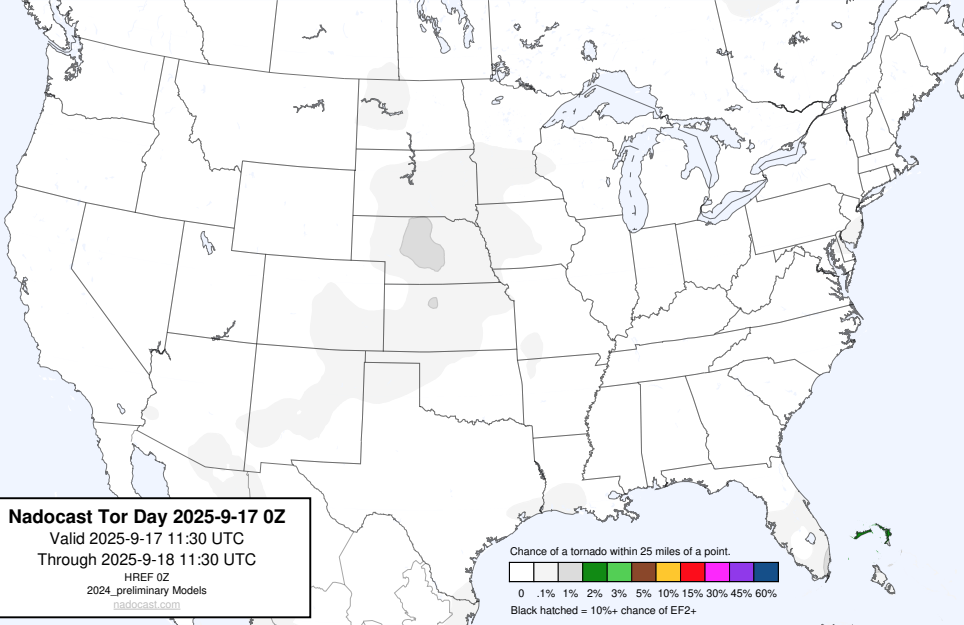 Nadocast Tor Day 2025-9-17 0Z
Valid 2025-9-17 11:30 UTC
Through 2025-9-18 11:30 UTC
HREF 0Z
2024_preliminary Models
nadocast.com
Chance of a tornado within 25 miles of a point.
0 .1% 1% 2% 3% 5% 10% 15% 30% 45% 60%
Black hatched = 10%+ chance of EF2+